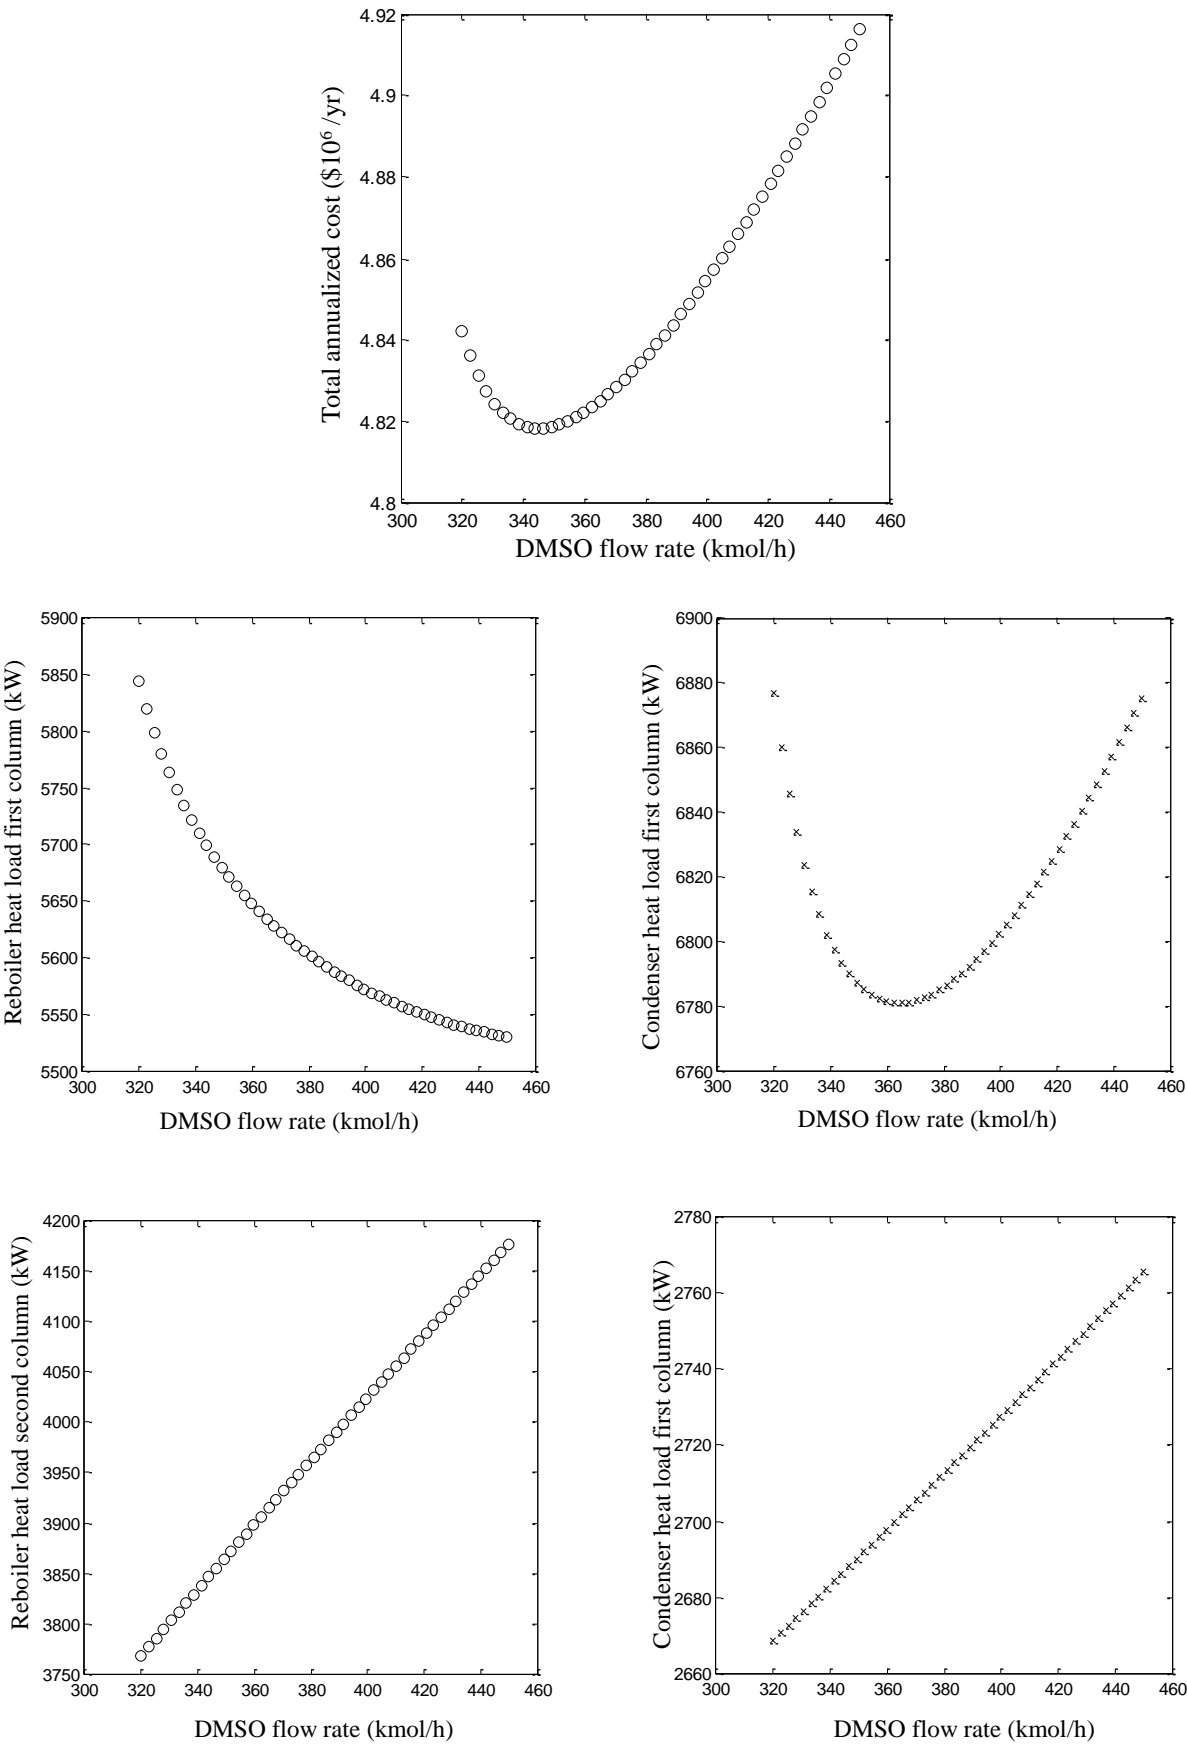 4.92
4.9
4.88
4.86
4.84
4.82
4.8
Total annualized cost ($10⁶ /yr)
300 320 340 360 380 400 420 440 460
DMSO flow rate (kmol/h)
5900
5850
5800
5750
5700
5650
5600
5550
5500
Reboiler heat load first column (kW)
300 320 340 360 380 400 420 440 460
DMSO flow rate (kmol/h)
6900
6880
6860
6840
6820
6800
6780
6760
Condenser heat load first column (kW)
300 320 340 360 380 400 420 440 460
DMSO flow rate (kmol/h)
4200
4150
4100
4050
4000
3950
3900
3850
3800
3750
Reboiler heat load second column (kW)
300 320 340 360 380 400 420 440 460
DMSO flow rate (kmol/h)
2780
2760
2740
2720
2700
2680
2660
Condenser heat load first column (kW)
300 320 340 360 380 400 420 440 460
DMSO flow rate (kmol/h)